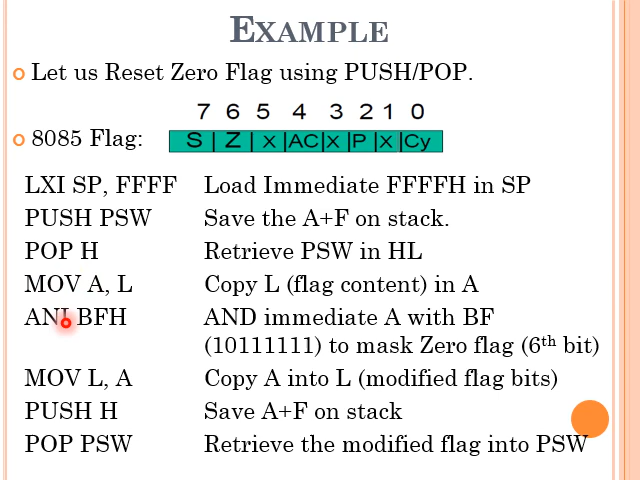 EXAMPLE
Let us Reset Zero Flag using PUSH/POP.
7 6 5 4 3 2 1 0
8085 Flag: S | Z | x |AC|x | P |x |Cy
LXI SP, FFFF Load Immediate FFFFH in SP
PUSH PSW Save the A+F on stack.
POP H Retrieve PSW in HL
MOV A, L Copy L (flag content) in A
ANI BFH AND immediate A with BF
(10111111) to mask Zero flag (6th bit)
MOV L, A Copy A into L (modified flag bits)
PUSH H Save A+F on stack
POP PSW Retrieve the modified flag into PSW